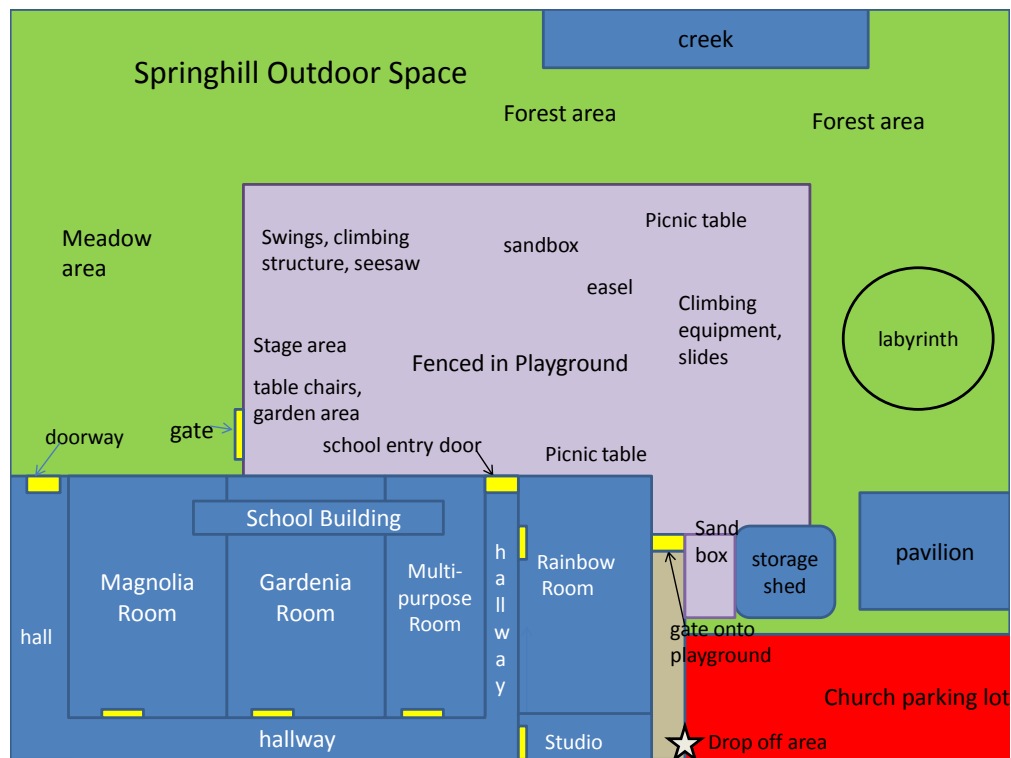 creek
Springhill Outdoor Space
Forest area
Forest area
Picnic table
Meadow
area
Swings, climbing
structure, seesaw
sandbox
easel
Climbing
equipment,
slides
labyrinth
Stage area
Fenced in Playground
table chairs,
garden area
gate
doorway
school entry door
Picnic table
School Building
Sand
box
storage
shed
pavilion
Magnolia
Room
Gardenia
Room
Multi-
purpose
Room
h
a
l
l
w
a
y
Rainbow
Room
hall
gate onto
playground
Church parking lot
hallway
Studio
Drop off area